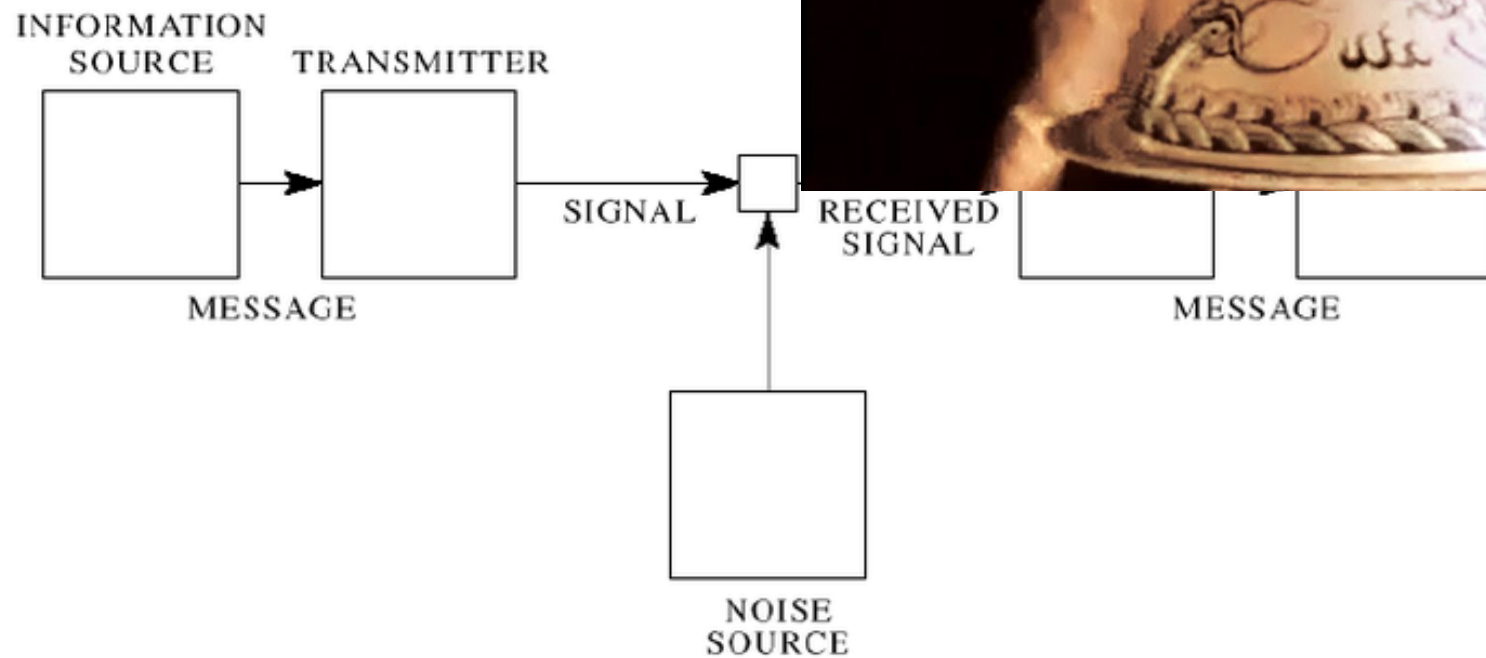 INFORMATION
SOURCE
TRANSMITTER
SIGNAL
RECEIVED
SIGNAL
MESSAGE
MESSAGE
NOISE
SOURCE